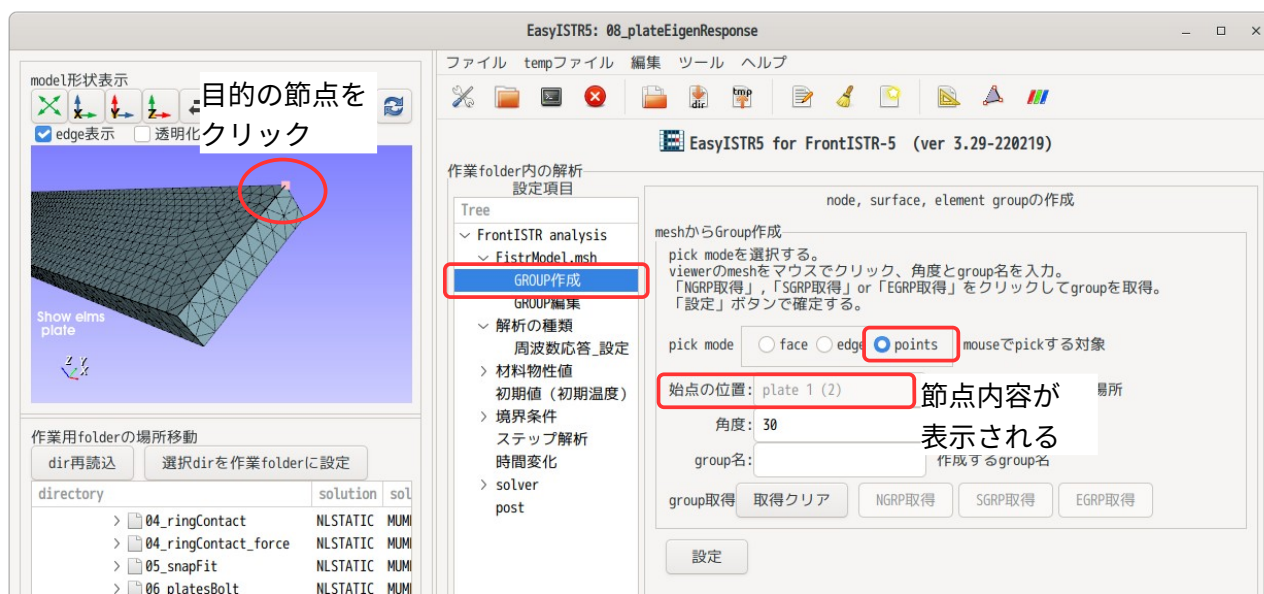 EasyISTR5: 08_plateEigenResponse
ファイル tempファイル 編集 ツール ヘルプ
model形状表示
目的の節点を
クリック
edge表示 透明化
Show elms
plate
Z Y
X
dir
tmp
EasyISTR5 for FrontISTR-5 (ver 3.29-220219)
作業folder内の解析
設定項目
Tree
FrontISTR analysis
FistrModel.msh
GROUP作成
GROUP編集
解析の種類
周波数応答_設定
材料物性値
初期値（初期温度）
境界条件
ステップ解析
時間変化
solver
post
node, surface, element groupの作成
meshからGroup作成
pick modeを選択する。
viewerのmeshをマウスでクリック、角度とgroup名を入力。
「NGRP取得」,「SGRP取得」or「EGRP取得」をクリックしてgroupを取得。
「設定」ボタンで確定する。
pick mode face edge points mouseでpickする対象
始点の位置: plate 1 (2) 場所
節点内容が
表示される
角度: 30
group名: 作成するgroup名
group取得 取得クリア NGRP取得 SGRP取得 EGRP取得
設定
作業用folderの場所移動
dir再読込 選択dirを作業folderに設定
directory solution sol
04_ringContact NLSTATIC MUM
04_ringContact_force NLSTATIC MUM
05_snapFit NLSTATIC MUM
06_platesBolt NLSTATIC MUM